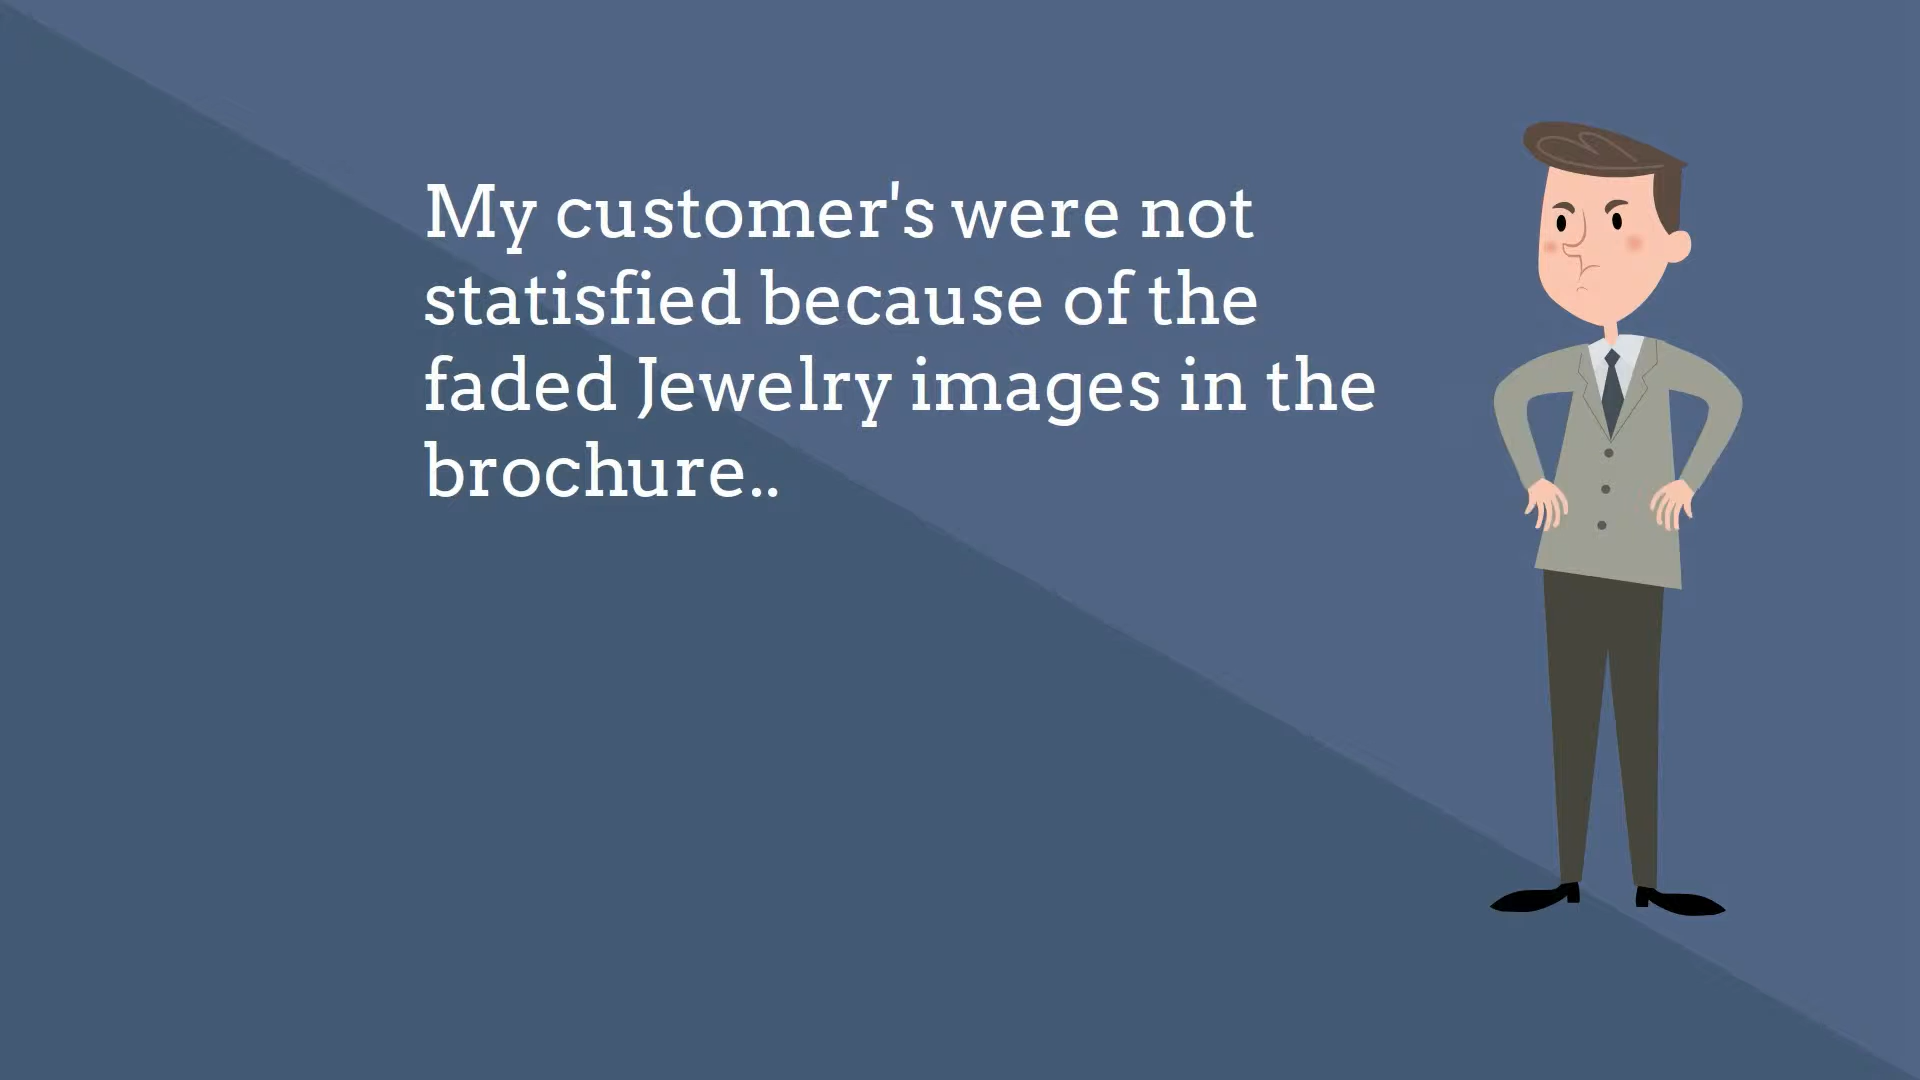 My customer's were not
statisfied because of the
faded Jewelry images in the
brochure..